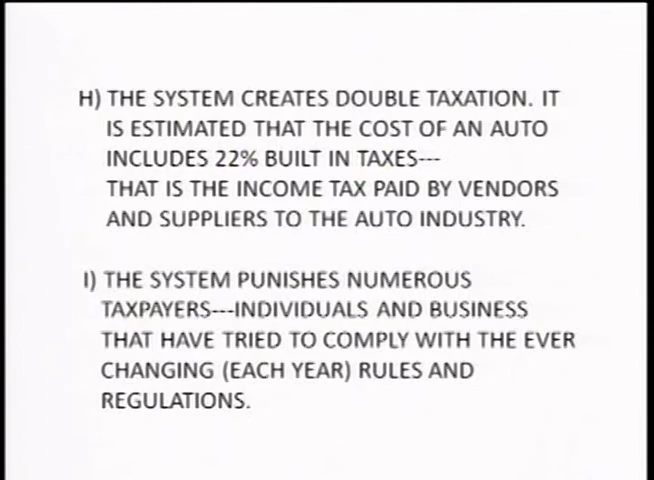 H) THE SYSTEM CREATES DOUBLE TAXATION. IT
IS ESTIMATED THAT THE COST OF AN AUTO
INCLUDES 22% BUILT IN TAXES---
THAT IS THE INCOME TAX PAID BY VENDORS
AND SUPPLIERS TO THE AUTO INDUSTRY.
I) THE SYSTEM PUNISHES NUMEROUS
TAXPAYERS---INDIVIDUALS AND BUSINESS
THAT HAVE TRIED TO COMPLY WITH THE EVER
CHANGING (EACH YEAR) RULES AND
REGULATIONS.